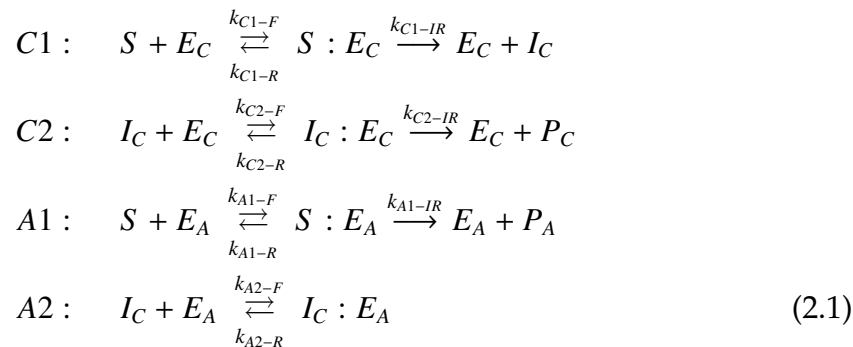 C1 : S + E_C ⇌[k_{C1−F}][k_{C1−R}] S : E_C →[k_{C1−IR}] E_C + I_C
C2 : I_C + E_C ⇌[k_{C2−F}][k_{C2−R}] I_C : E_C →[k_{C2−IR}] E_C + P_C
A1 : S + E_A ⇌[k_{A1−F}][k_{A1−R}] S : E_A →[k_{A1−IR}] E_A + P_A
A2 : I_C + E_A ⇌[k_{A2−F}][k_{A2−R}] I_C : E_A (2.1)